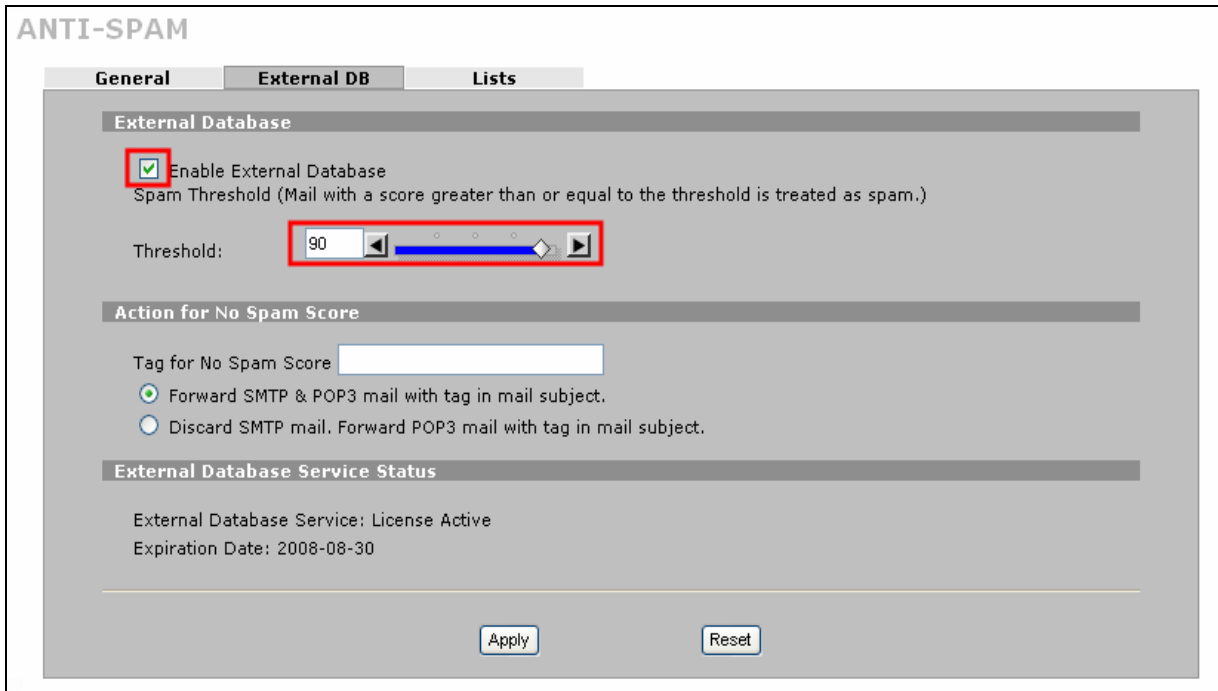 ANTI-SPAM
General External DB Lists
External Database
Enable External Database
Spam Threshold (Mail with a score greater than or equal to the threshold is treated as spam.)
Threshold: 90
Action for No Spam Score
Tag for No Spam Score
Forward SMTP & POP3 mail with tag in mail subject.
Discard SMTP mail. Forward POP3 mail with tag in mail subject.
External Database Service Status
External Database Service: License Active
Expiration Date: 2008-08-30
Apply Reset